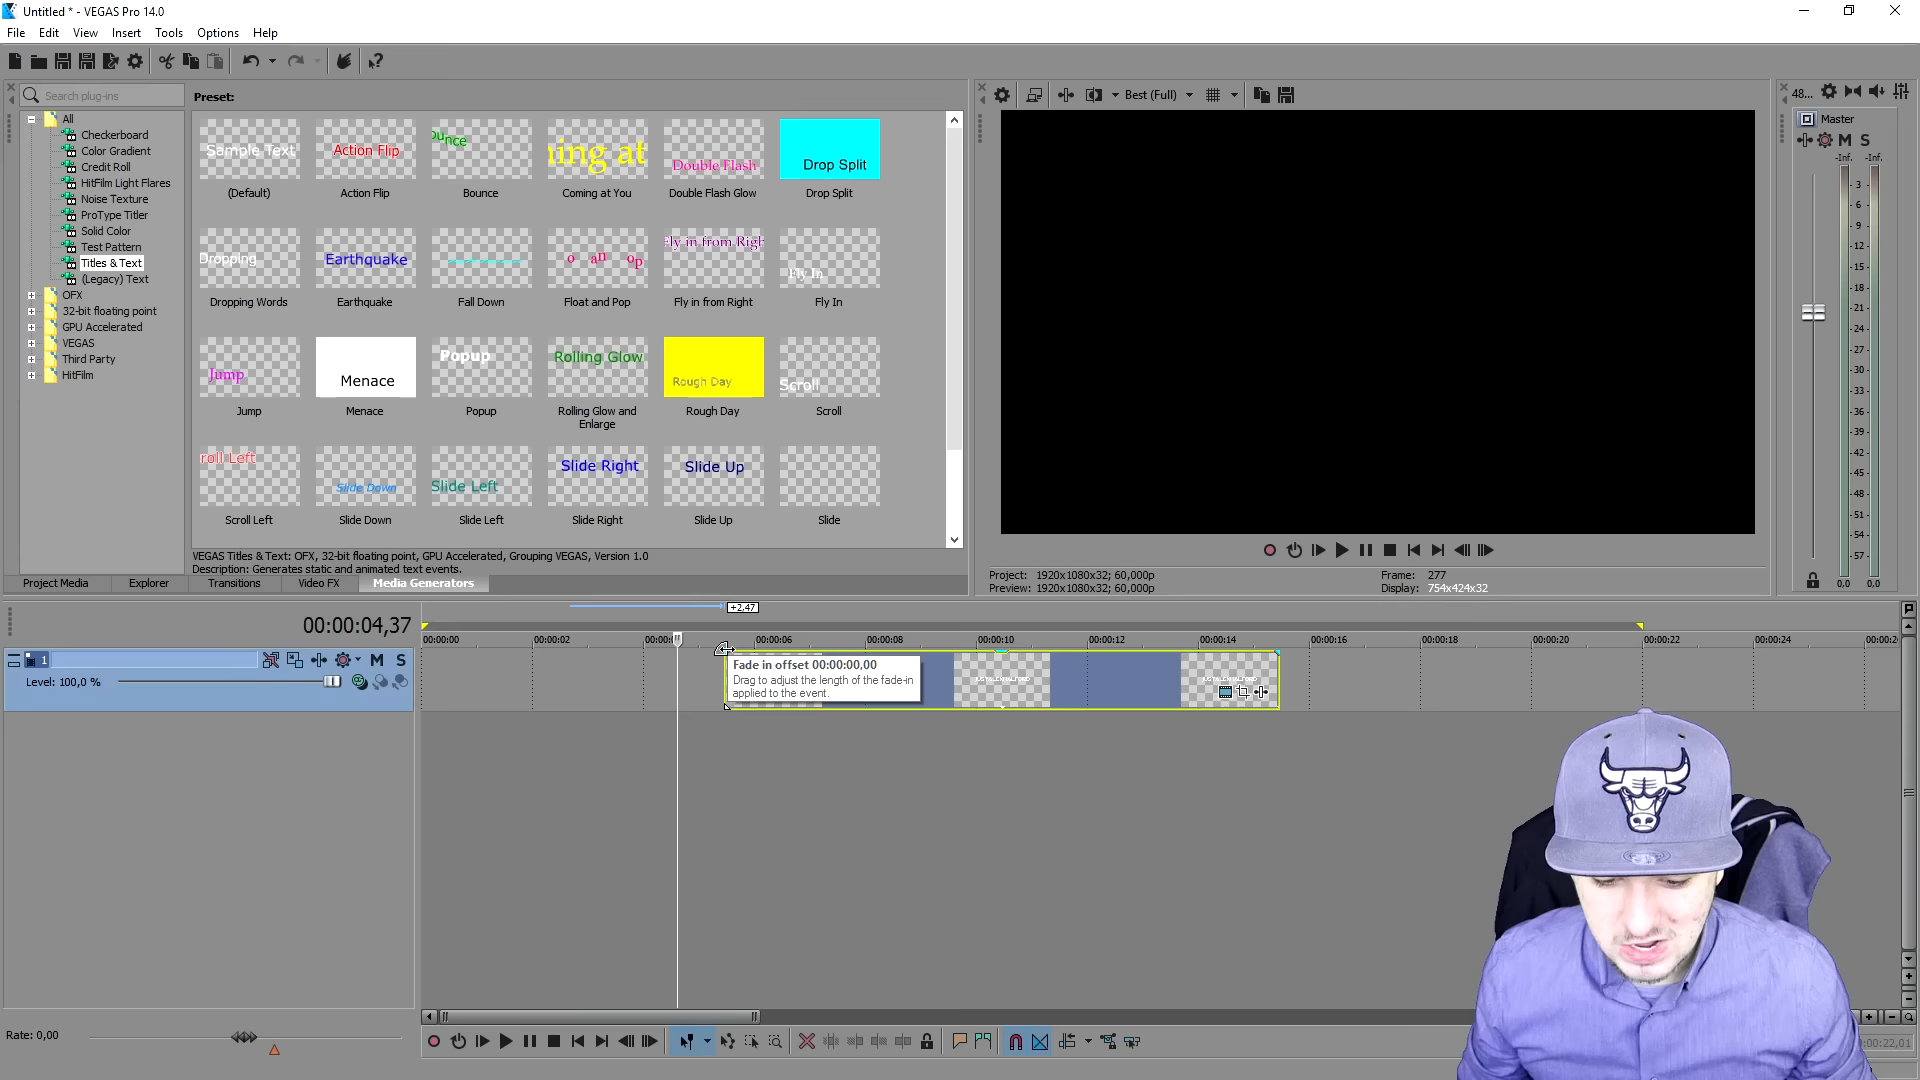 Untitled * - VEGAS Pro 14.0
File Edit View Insert Tools Options Help
Search plug-ins
Preset:
Best (Full)
48...
All
Checkerboard
Color Gradient
Credit Roll
HitFilm Light Flares
Noise Texture
ProType Titler
Solid Color
Test Pattern
Titles & Text
(Legacy) Text
OFX
32-bit floating point
GPU Accelerated
VEGAS
Third Party
HitFilm
Sample Text
Action Flip
ounce
ning at
Double Flash
Drop Split
(Default) Action Flip Bounce Coming at You Double Flash Glow Drop Split
Dropping
Earthquake
o an op
Fly in from Righ
Fly In
Dropping Words Earthquake Fall Down Float and Pop Fly in from Right Fly In
Jump
Menace
Popup
Rolling Glow
Rough Day
Scroll
Jump Menace Popup Rolling Glow and Enlarge Rough Day Scroll
roll Left
Slide Down
Slide Left
Slide Right
Slide Up
Scroll Left Slide Down Slide Left Slide Right Slide Up Slide
VEGAS Titles & Text: OFX, 32-bit floating point, GPU Accelerated, Grouping VEGAS, Version 1.0
Description: Generates static and animated text events.
Project Media Explorer Transitions Video FX Media Generators
Project: 1920x1080x32; 60,000p
Preview: 1920x1080x32; 60,000p
Frame: 277
Display: 754x424x32
Master
M S
-Inf. -Inf.
3
6
9
12
15
18
21
24
27
30
33
36
39
42
45
48
51
54
57
0,0 0,0
+2,47
00:00:04,37
00:00:00 00:00:02 00:00:06 00:00:08 00:00:10 00:00:12 00:00:14 00:00:16 00:00:18 00:00:20 00:00:22 00:00:24
1 M S
Level: 100,0 %
Fade in offset 00:00:00,00
Drag to adjust the length of the fade-in
applied to the event.
Rate: 0,00
00:00:22,01